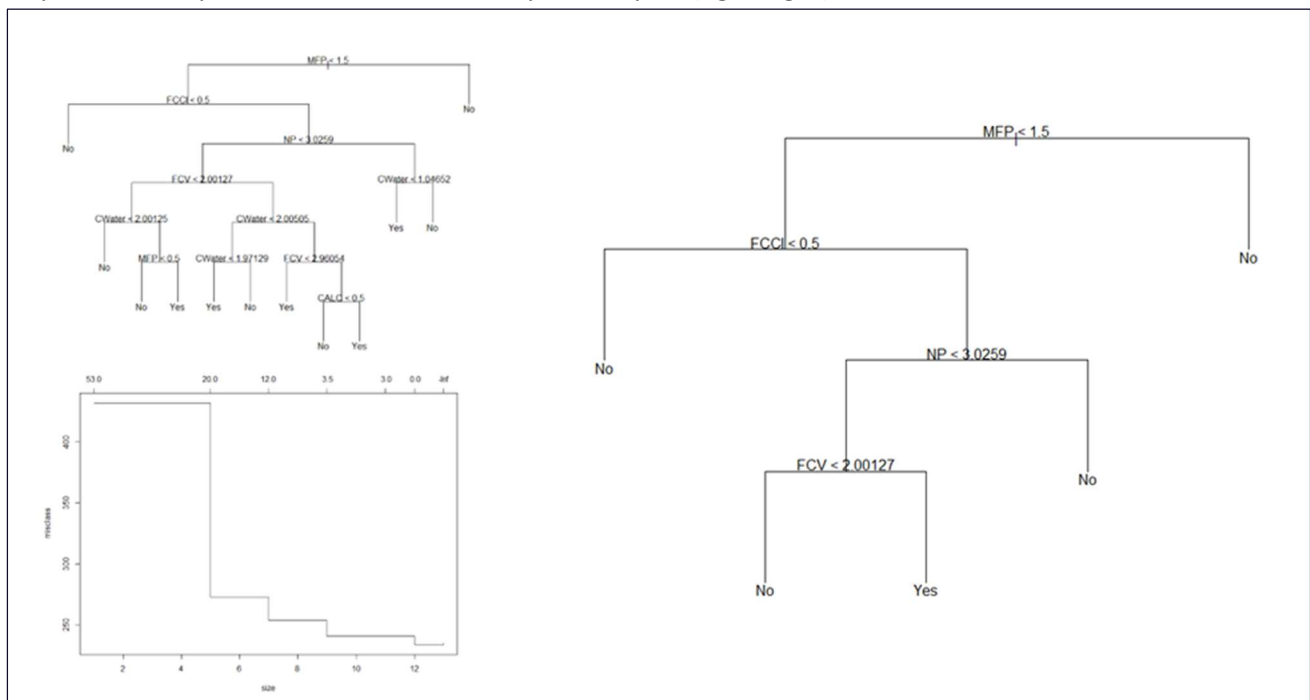 MFP < 1.5
FCCI < 0.5
No
No
NP < 3.0259
FCV < 2.00127
CWater < 1.04652
CWater < 2.00125
CWater < 2.00505
Yes
No
No
MFP < 0.5
CWater < 1.97129
FCV < 2.96054
No
Yes
Yes
No
Yes
CALC < 0.5
No
Yes
53.0 20.0 12.0 3.5 3.0 0.0 -Inf
400
350
300
250
misclass
2 4 6 8 10 12
size
MFP < 1.5
FCCI < 0.5
No
No
NP < 3.0259
FCV < 2.00127
No
No
Yes